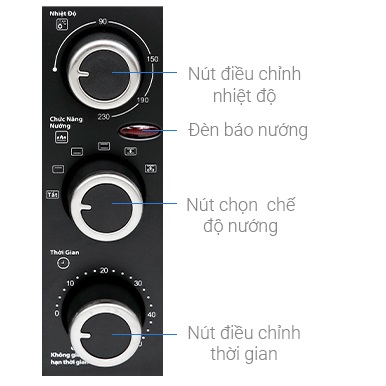 Nhiệt Độ
90
150
190
230
Nút điều chỉnh
nhiệt độ
Đèn báo nướng
Chức Năng
Nướng
Tắt
Nút chọn chế
độ nướng
Thời Gian
10
20
30
0
40
Nút điều chỉnh
thời gian
Không
hạn thời gian